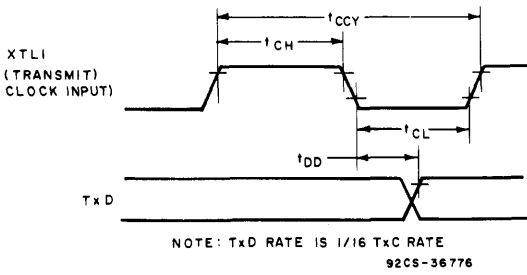 tCCY
tCH
XTLI
(TRANSMIT)
CLOCK INPUT)
tCL
tDD
TxD
NOTE: TxD RATE IS 1/16 TxC RATE
92CS-36776